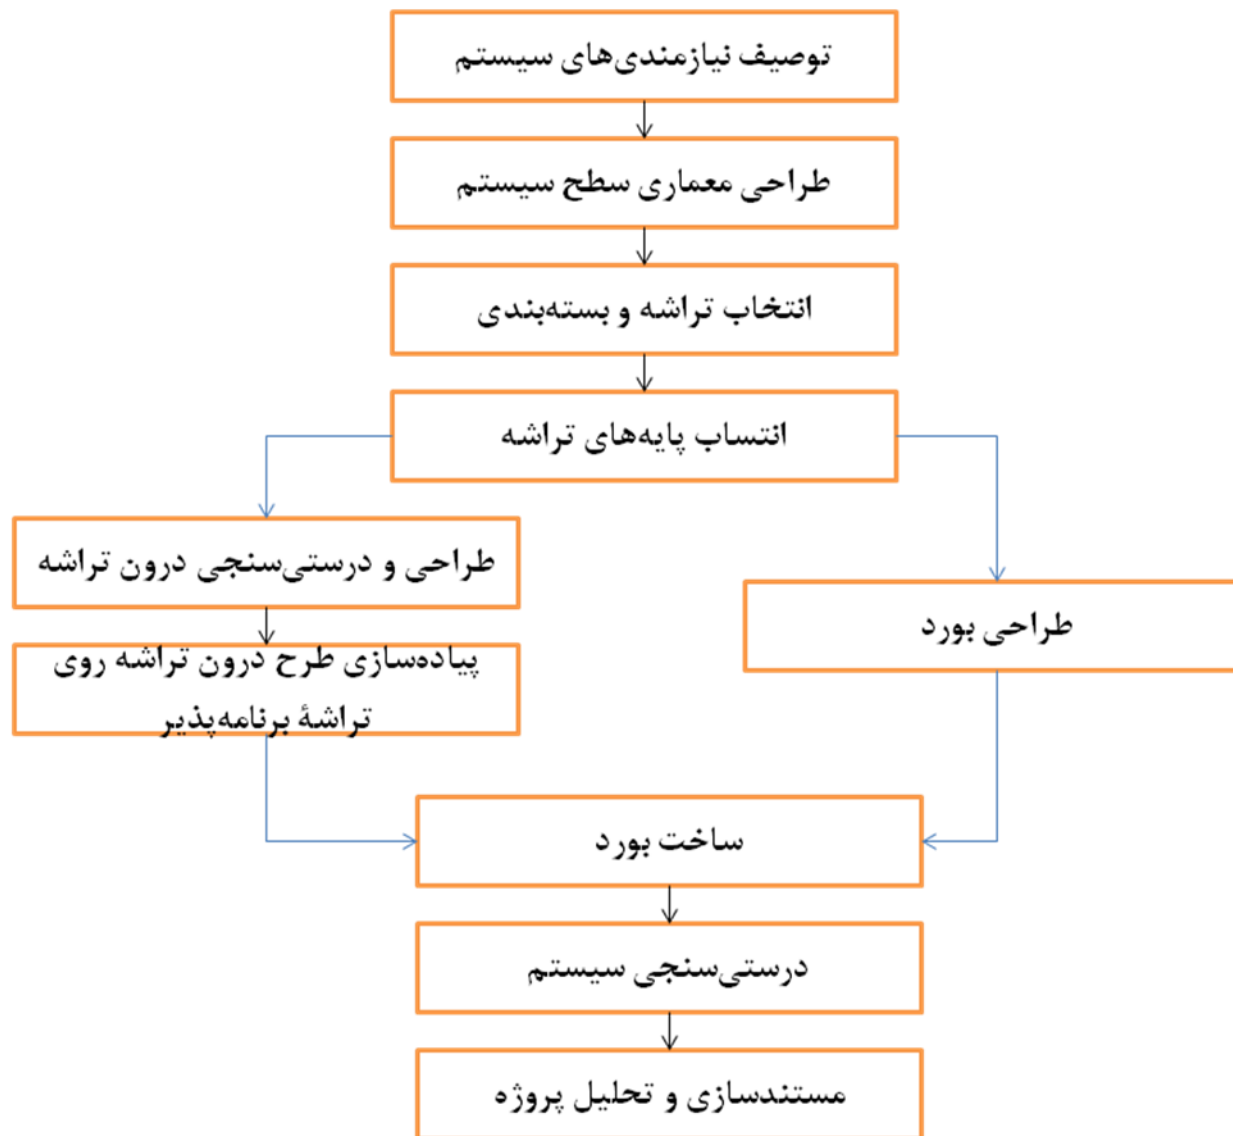 توصیف نیازمندی‌های سیستم
طراحی معماری سطح سیستم
انتخاب تراشه و بسته‌بندی
انتساب پایه‌های تراشه
طراحی و درستی‌سنجی درون تراشه
طراحی بورد
پیاده‌سازی طرح درون تراشه روی
تراشهٔ برنامه‌پذیر
ساخت بورد
درستی‌سنجی سیستم
مستندسازی و تحلیل پروژه